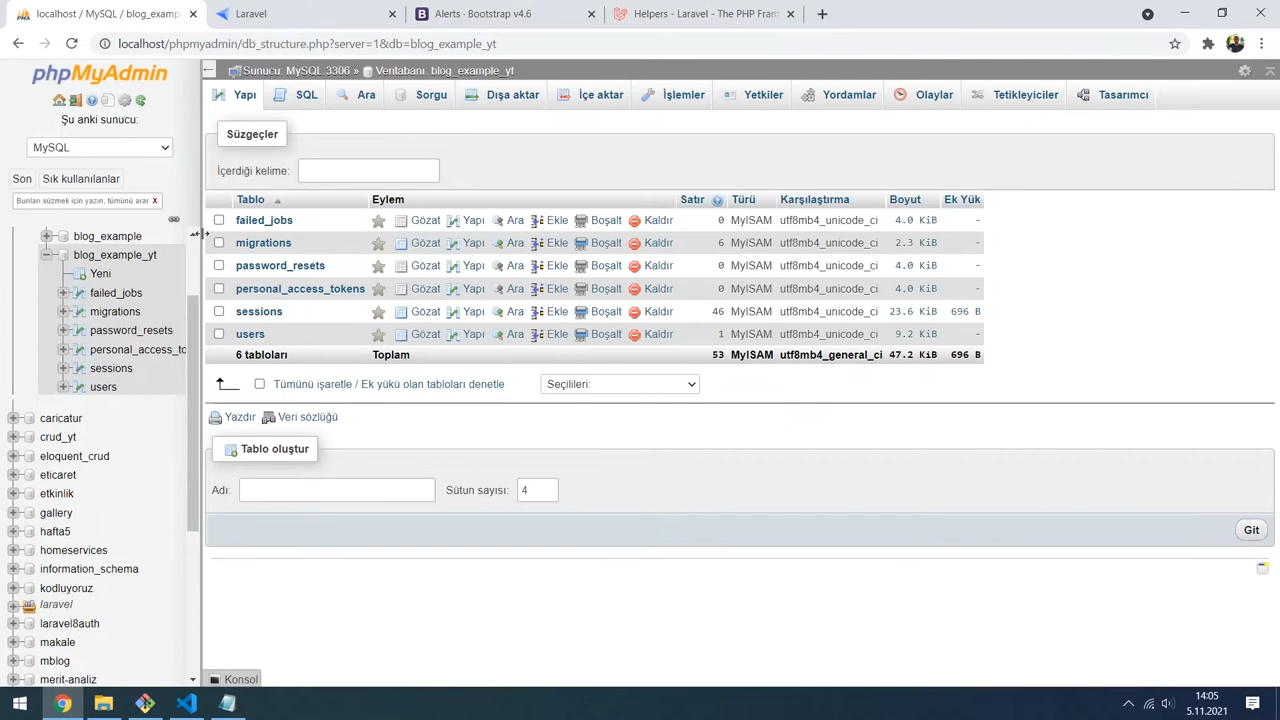 localhost / MySQL / blog_examp
Laravel
Alerts · Bootstrap v4.6
Helpers - Laravel - The PHP Fram
localhost/phpmyadmin/db_structure.php?server=1&db=blog_example_yt
phpMyAdmin
Şu anki sunucu:
MySQL
Son Sık kullanılanlar
Bunları süzmek için yazın, tümünü arar X
blog_example
blog_example_yt
Yeni
failed_jobs
migrations
password_resets
personal_access_to
sessions
users
caricatur
crud_yt
eloquent_crud
eticaret
etkinlik
gallery
hafta5
homeservices
information_schema
kodluyoruz
laravel
laravel8auth
makale
mblog
merit-analiz
Sunucu: MySQL:3306 » Veritabanı: blog_example_yt
Yapı SQL Ara Sorgu Dışa aktar İçe aktar İşlemler Yetkiler Yordamlar Olaylar Tetikleyiciler Tasarımcı
Süzgeçler
İçerdiği kelime:
Tablo Eylem Satır Türü Karşılaştırma Boyut Ek Yük
failed_jobs Gözat Yapı Ara Ekle Boşalt Kaldır 0 MyISAM utf8mb4_unicode_ci 4.0 KiB -
migrations Gözat Yapı Ara Ekle Boşalt Kaldır 6 MyISAM utf8mb4_unicode_ci 2.3 KiB -
password_resets Gözat Yapı Ara Ekle Boşalt Kaldır 0 MyISAM utf8mb4_unicode_ci 4.0 KiB -
personal_access_tokens Gözat Yapı Ara Ekle Boşalt Kaldır 0 MyISAM utf8mb4_unicode_ci 4.0 KiB -
sessions Gözat Yapı Ara Ekle Boşalt Kaldır 46 MyISAM utf8mb4_unicode_ci 23.6 KiB 696 B
users Gözat Yapı Ara Ekle Boşalt Kaldır 1 MyISAM utf8mb4_unicode_ci 9.2 KiB -
6 tabloları Toplam 53 MyISAM utf8mb4_general_ci 47.2 KiB 696 B
Tümünü işaretle / Ek yükü olan tabloları denetle Seçilileri:
Yazdır Veri sözlüğü
Tablo oluştur
Adı: Sütun sayısı: 4
Git
Konsol
14:05
5.11.2021